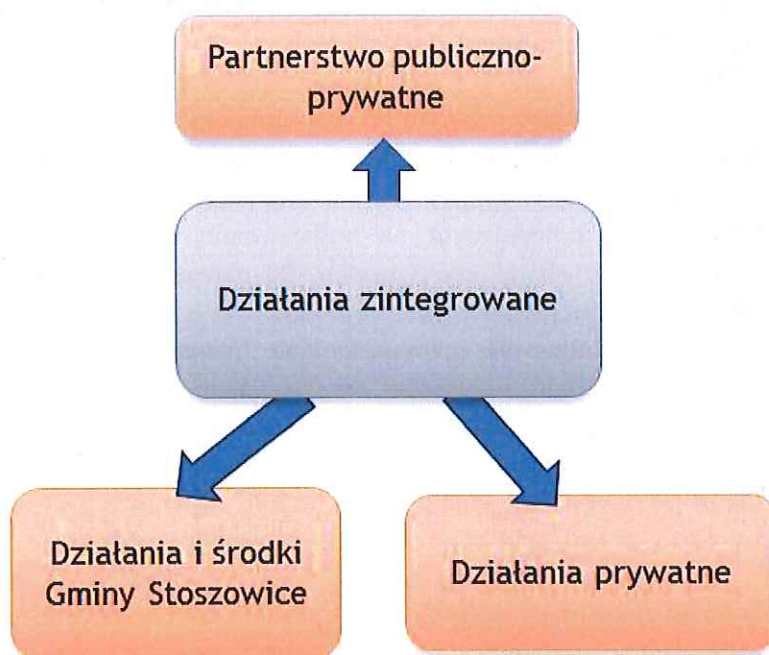 Partnerstwo publiczno-
prywatne
Działania zintegrowane
Działania i środki
Gminy Stoszowice
Działania prywatne